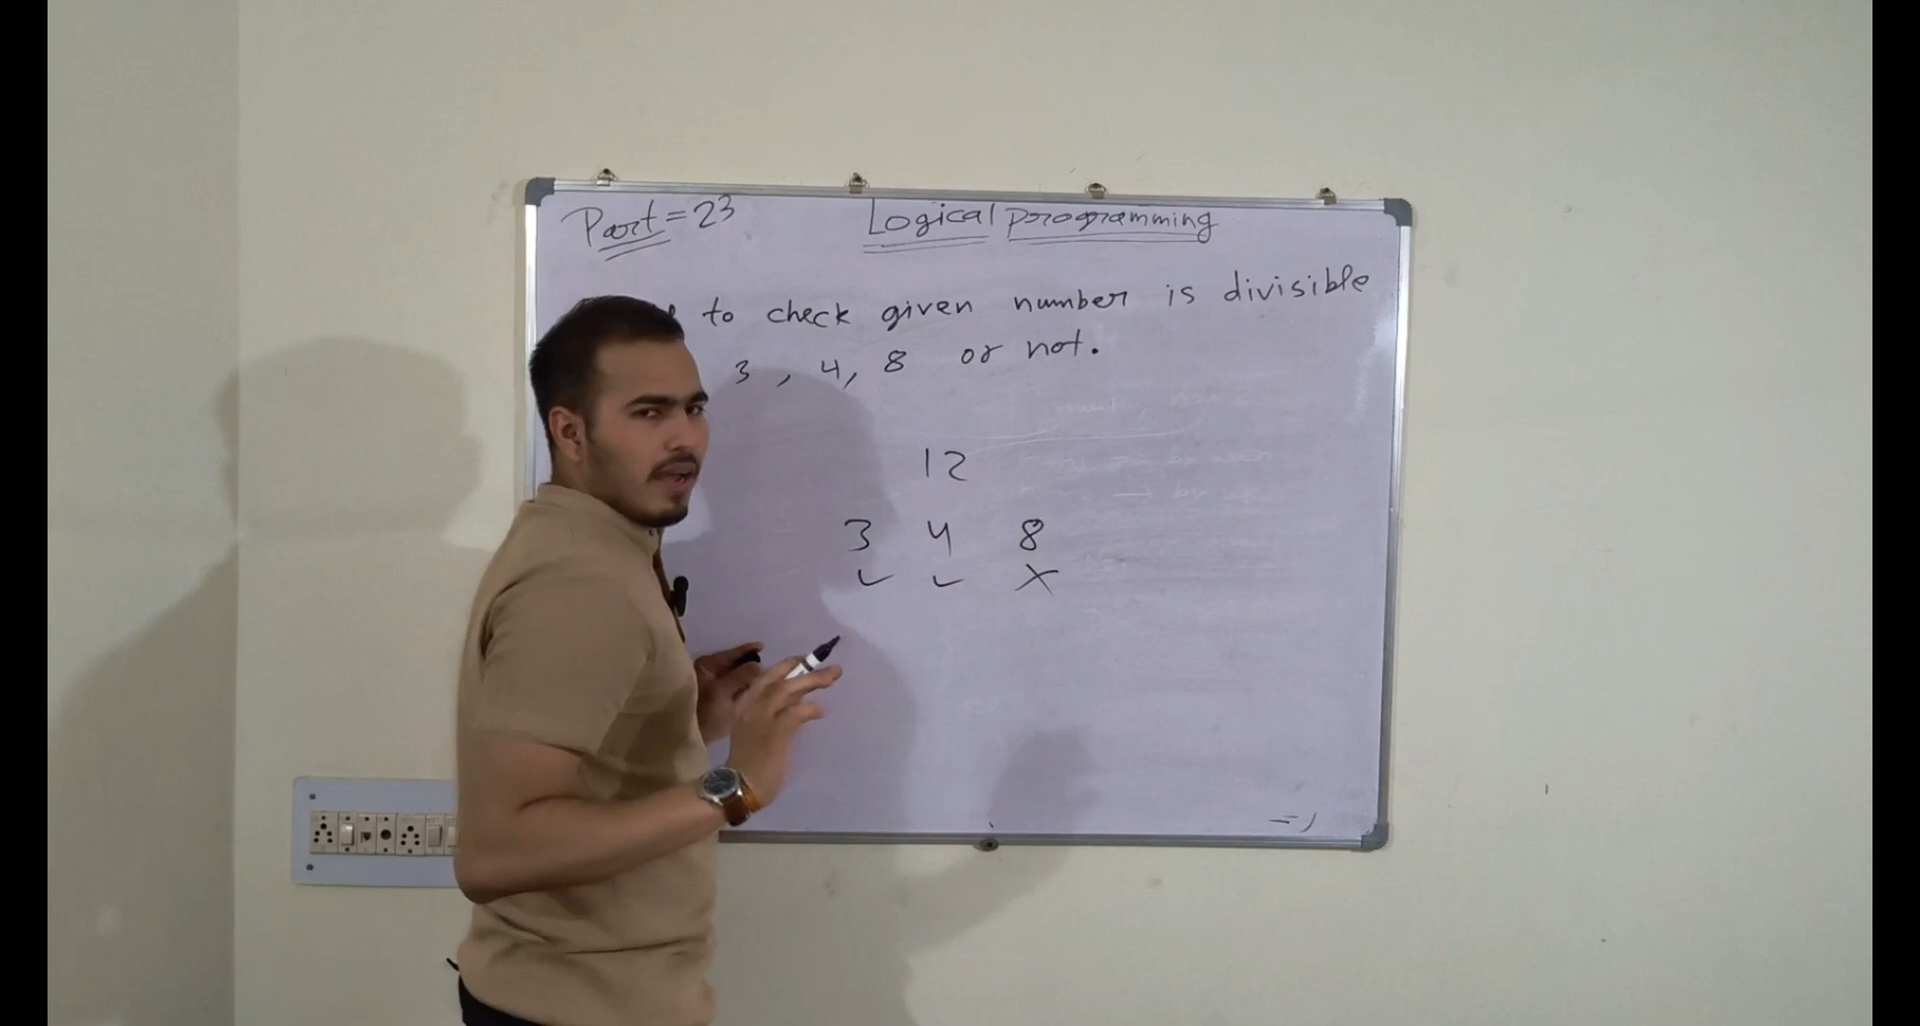 Part = 23
Logical programming
to check given number is divisible
3, 4, 8 or not.
12
3 4 8